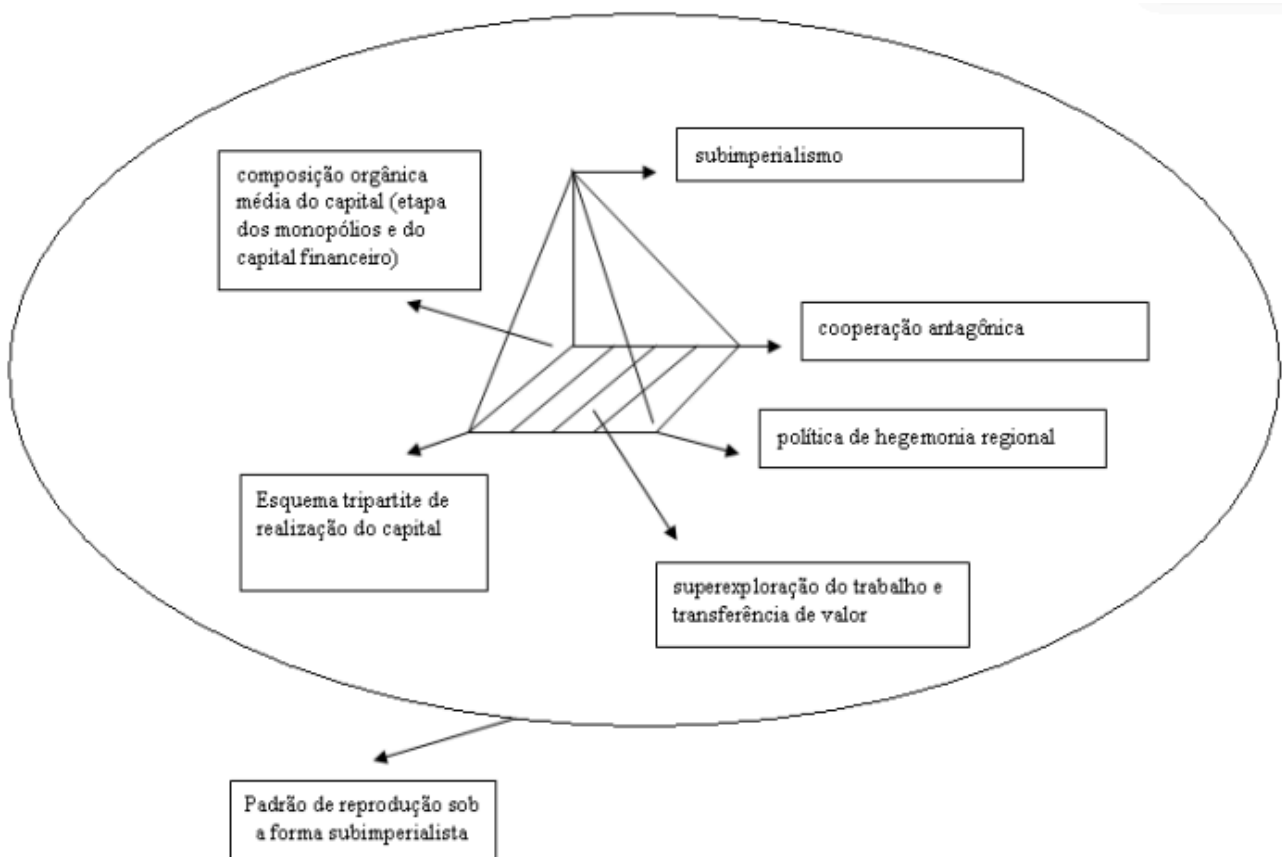 subimperialismo
composição orgânica
média do capital (etapa
dos monopólios e do
capital financeiro)
cooperação antagônica
política de hegemonia regional
Esquema tripartite de
realização do capital
superexploração do trabalho e
transferência de valor
Padrão de reprodução sob
a forma subimperialista